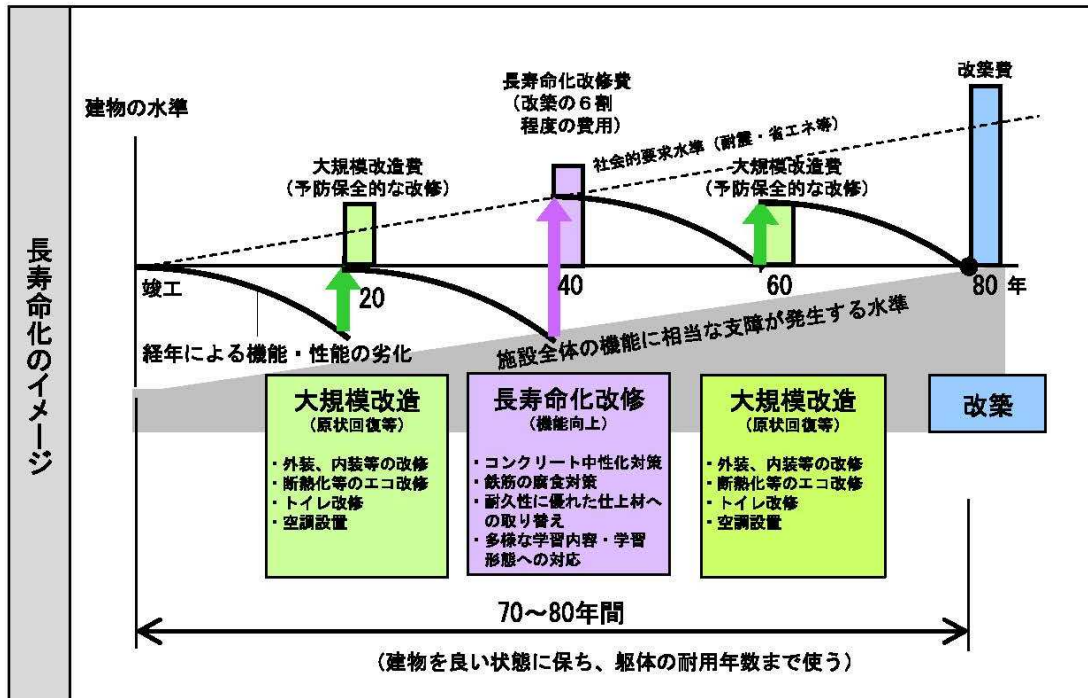 長寿命化のイメージ
建物の水準
大規模改造費
(予防保全的な改修)
長寿命化改修費
(改築の6割
程度の費用)
社会的要求水準(耐震・省エネ等)
大規模改造費
(予防保全的な改修)
改築費
竣工
20
40
60
80 年
経年による機能・性能の劣化
施設全体の機能に相当な支障が発生する水準
大規模改造
(原状回復等)
・外装、内装等の改修
・断熱化等のエコ改修
・トイレ改修
・空調設置
長寿命化改修
(機能向上)
・コンクリート中性化対策
・鉄筋の腐食対策
・耐久性に優れた仕上材へ
の取り替え
・多様な学習内容・学習
形態への対応
大規模改造
(原状回復等)
・外装、内装等の改修
・断熱化等のエコ改修
・トイレ改修
・空調設置
改築
70~80年間
(建物を良い状態に保ち、躯体の耐用年数まで使う)